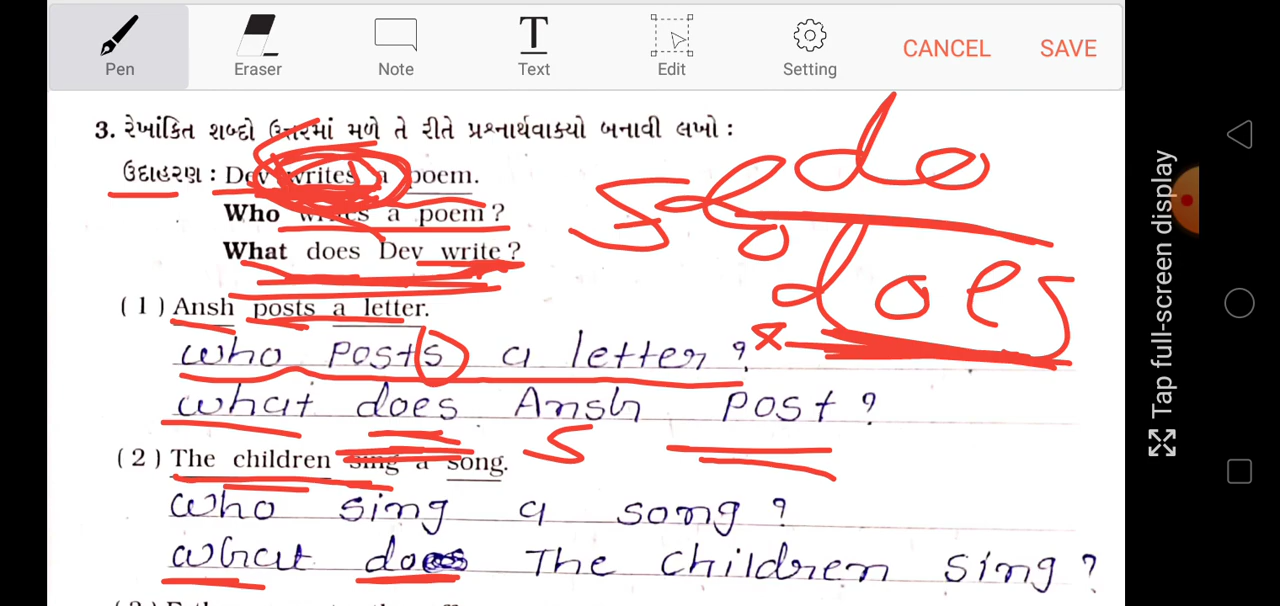 Pen Eraser Note Text Edit Setting CANCEL SAVE
T
3. રેખાંકિત શબ્દો ઉત્તરમાં મળે તે રીતે પ્રશ્નાર્થવાક્યો બનાવી લખો :
ઉદાહરણ : Dev writes a poem.
Who writes a poem ?
What does Dev write ?
do
does
(1) Ansh posts a letter.
who posts a letter ?
what does Ansh Post ?
S
(2) The children sing a song.
who sing a song ?
what do The children sing ?
Tap full-screen display